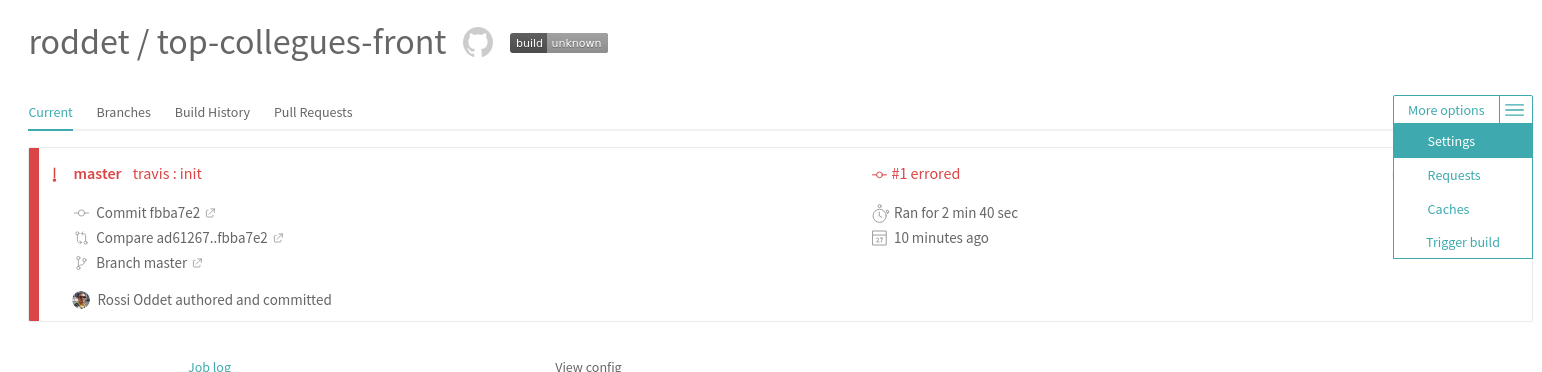 roddet / top-collegues-front build unknown
Current Branches Build History Pull Requests More options
Settings
Requests
Caches
Trigger build
! master travis : init
Commit fbba7e2
Compare ad61267..fbba7e2
Branch master
Rossi Oddet authored and committed
#1 errored
Ran for 2 min 40 sec
27 10 minutes ago
Job log View config